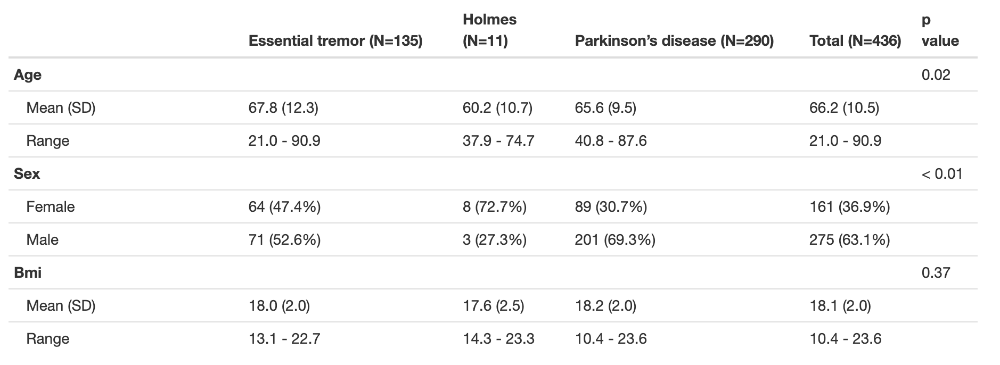 Essential tremor (N=135) Holmes (N=11) Parkinson’s disease (N=290) Total (N=436) p value
Age 0.02
Mean (SD) 67.8 (12.3) 60.2 (10.7) 65.6 (9.5) 66.2 (10.5)
Range 21.0 - 90.9 37.9 - 74.7 40.8 - 87.6 21.0 - 90.9
Sex < 0.01
Female 64 (47.4%) 8 (72.7%) 89 (30.7%) 161 (36.9%)
Male 71 (52.6%) 3 (27.3%) 201 (69.3%) 275 (63.1%)
Bmi 0.37
Mean (SD) 18.0 (2.0) 17.6 (2.5) 18.2 (2.0) 18.1 (2.0)
Range 13.1 - 22.7 14.3 - 23.3 10.4 - 23.6 10.4 - 23.6